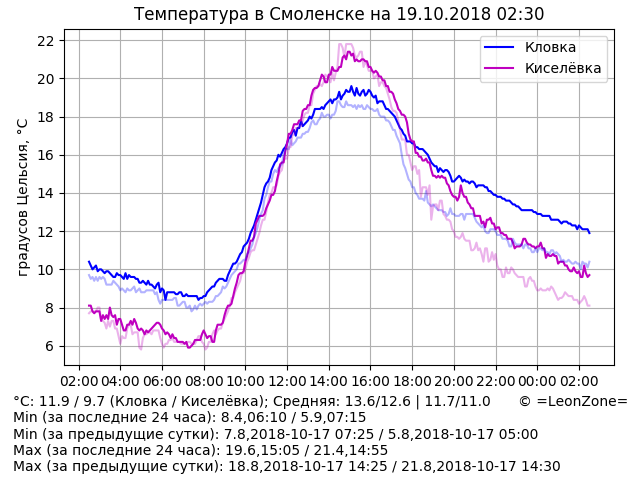 Температура в Смоленске на 19.10.2018 02:30
Кловка
Киселёвка
градусов Цельсия, °C
22
20
18
16
14
12
10
8
6
02:00 04:00 06:00 08:00 10:00 12:00 14:00 16:00 18:00 20:00 22:00 00:00 02:00
°C: 11.9 / 9.7 (Кловка / Киселёвка); Средняя: 13.6/12.6 | 11.7/11.0 © =LeonZone=
Min (за последние 24 часа): 8.4,06:10 / 5.9,07:15
Min (за предыдущие сутки): 7.8,2018-10-17 07:25 / 5.8,2018-10-17 05:00
Max (за последние 24 часа): 19.6,15:05 / 21.4,14:55
Max (за предыдущие сутки): 18.8,2018-10-17 14:25 / 21.8,2018-10-17 14:30